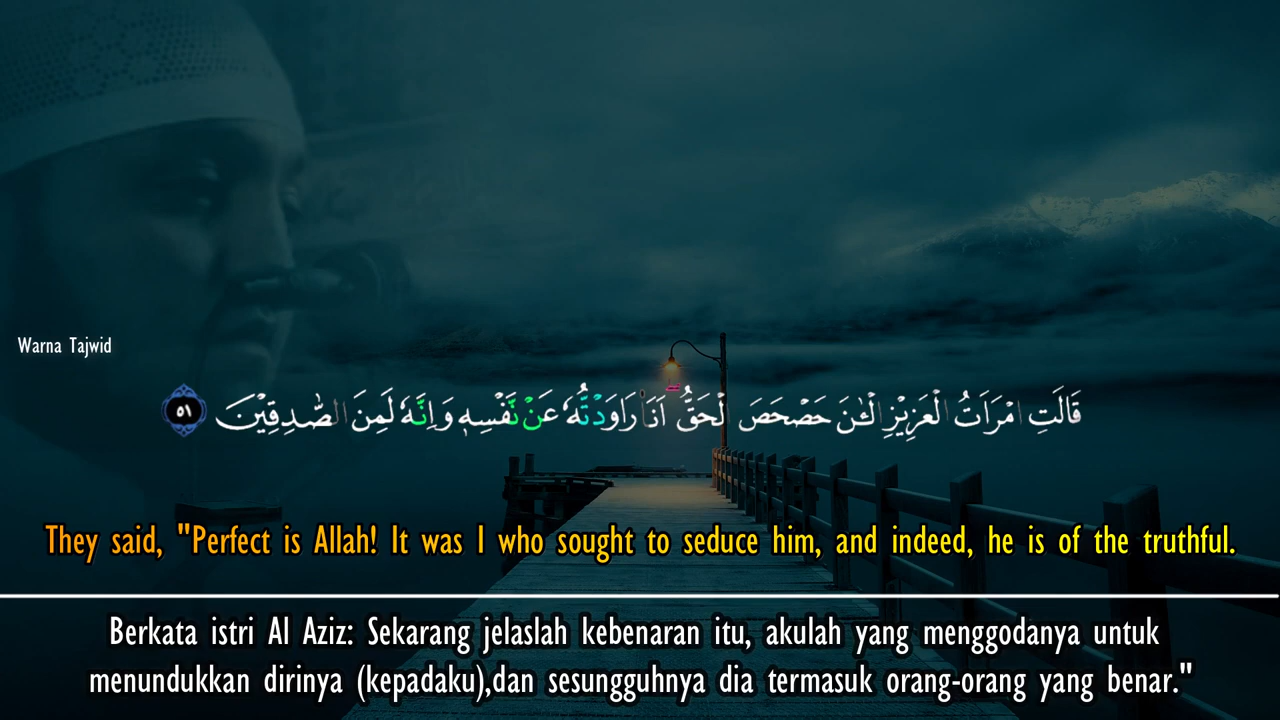 Warna Tajwid
قَالَتِ امْرَاَتُ الْعَزِيْزِ الْـٰٔنَ حَصْحَصَ الْحَقُّ اَنَا۠ رَاوَدْتُّهٗ عَنْ نَّفْسِهٖ وَاِنَّهٗ لَمِنَ الصّٰدِقِيْنَ ٥١
They said, "Perfect is Allah! It was I who sought to seduce him, and indeed, he is of the truthful.
Berkata istri Al Aziz: Sekarang jelaslah kebenaran itu, akulah yang menggodanya untuk
menundukkan dirinya (kepadaku),dan sesungguhnya dia termasuk orang-orang yang benar."